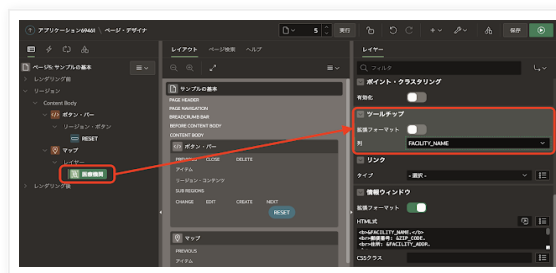 アプリケーション69461 \ ページ・デザイナ
5
実行
保存
レイアウト ページ検索 ヘルプ
レイヤー
ページ5: サンプルの基本
レンダリング前
リージョン
Content Body
ボタン・バー
リージョン・ボタン
RESET
マップ
レイヤー
医療機関
レンダリング後
サンプルの基本
PAGE HEADER
PAGE NAVIGATION
BREADCRUMB BAR
BEFORE CONTENT BODY
CONTENT BODY
ボタン・バー
CLOSE DELETE
アイテム
リージョン・コンテンツ
SUB REGIONS
CHANGE EDIT CREATE NEXT
RESET
マップ
PREVIOUS
アイテム
フィルタ
ポイント・クラスタリング
有効化
ツールチップ
拡張フォーマット
列 FACILITY_NAME
リンク
タイプ - 選択 -
情報ウィンドウ
拡張フォーマット
HTML式
<b>&FACILITY_NAME.</b>
<br>郵便番号: &ZIP_CODE.
<br>住所: &FACILITY_ADDR.
CSSクラス